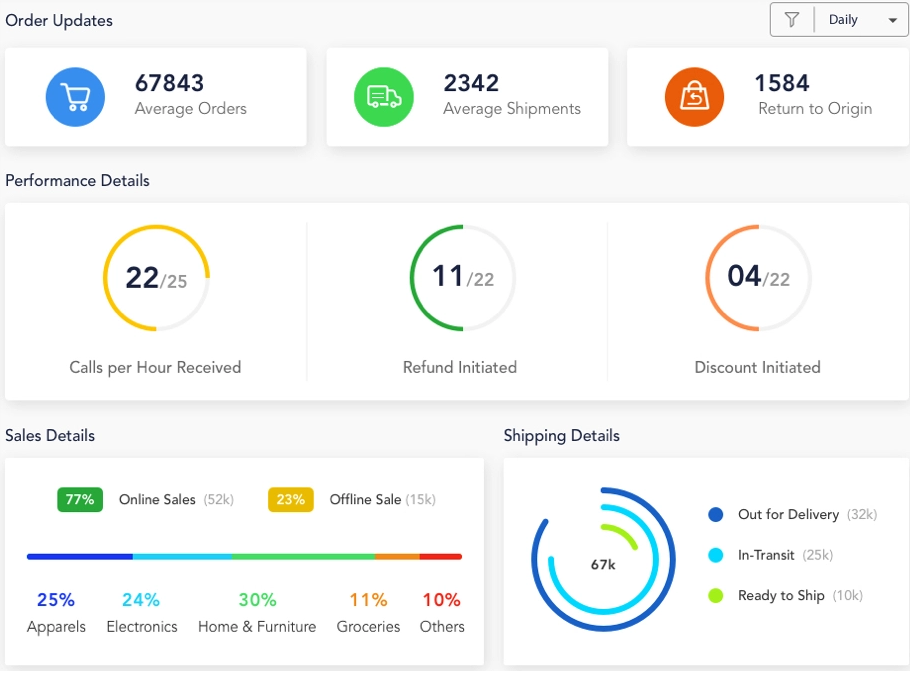 Order Updates
Daily
67843
Average Orders
2342
Average Shipments
1584
Return to Origin
Performance Details
22/25
Calls per Hour Received
11/22
Refund Initiated
04/22
Discount Initiated
Sales Details
77% Online Sales (52k)
23% Offline Sale (15k)
25%
Apparels
24%
Electronics
30%
Home & Furniture
11%
Groceries
10%
Others
Shipping Details
67k
Out for Delivery (32k)
In-Transit (25k)
Ready to Ship (10k)